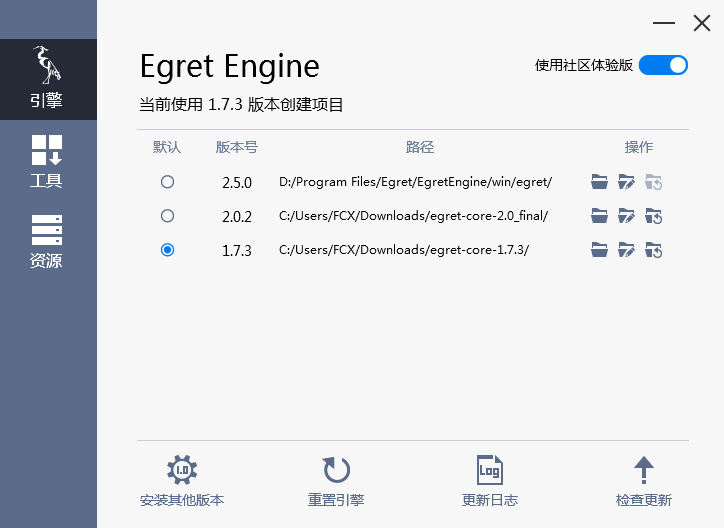 引擎
工具
资源
Egret Engine
使用社区体验版
当前使用 1.7.3 版本创建项目
默认 版本号 路径 操作
2.5.0 D:/Program Files/Egret/EgretEngine/win/egret/
2.0.2 C:/Users/FCX/Downloads/egret-core-2.0_final/
1.7.3 C:/Users/FCX/Downloads/egret-core-1.7.3/
1.0 Log
安装其他版本 重置引擎 更新日志 检查更新